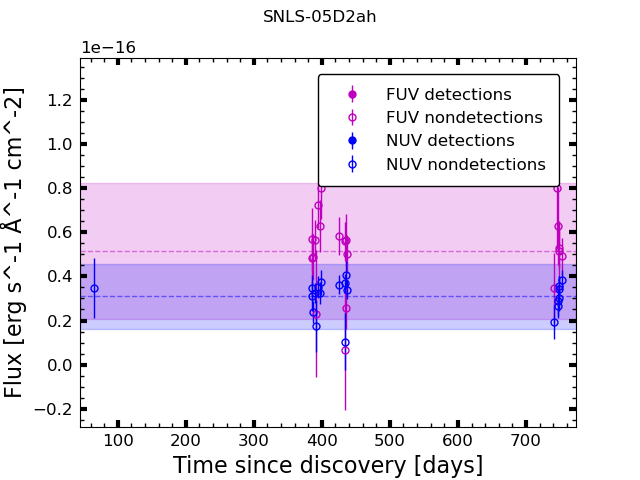 SNLS-05D2ah
1e−16
FUV detections
FUV nondetections
NUV detections
NUV nondetections
1.2
1.0
0.8
0.6
0.4
0.2
0.0
−0.2
Flux [erg s^-1 Å^-1 cm^-2]
100 200 300 400 500 600 700
Time since discovery [days]